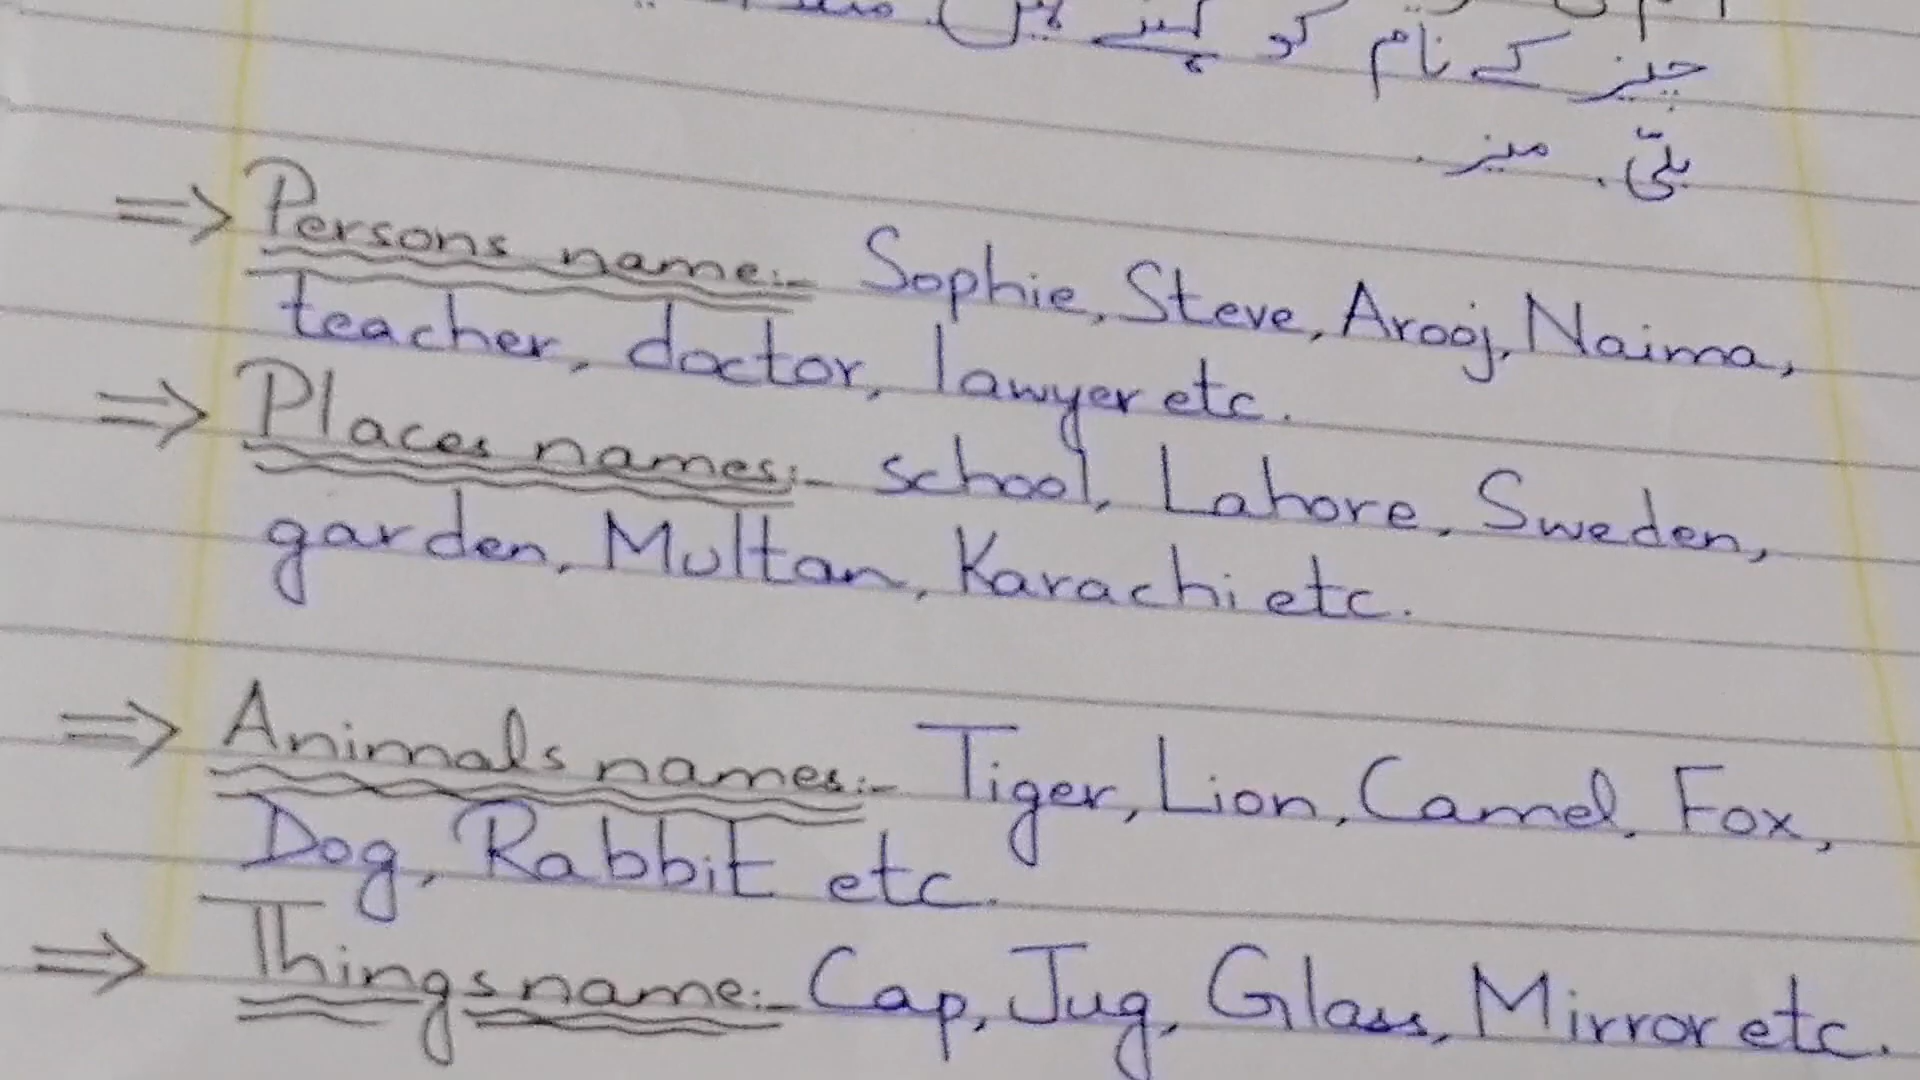 چیز کے نام کو کہتے ہیں
بلّی . میز .
⇒ Persons name:- Sophie, Steve, Arooj, Naima,
teacher, doctor, lawyer etc.
⇒ Places names:- school, Lahore, Sweden,
garden, Multan, Karachi etc.
⇒ Animals names:- Tiger, Lion, Camel, Fox,
Dog, Rabbit etc.
⇒ Things name:- Cap, Jug, Glass, Mirror etc.